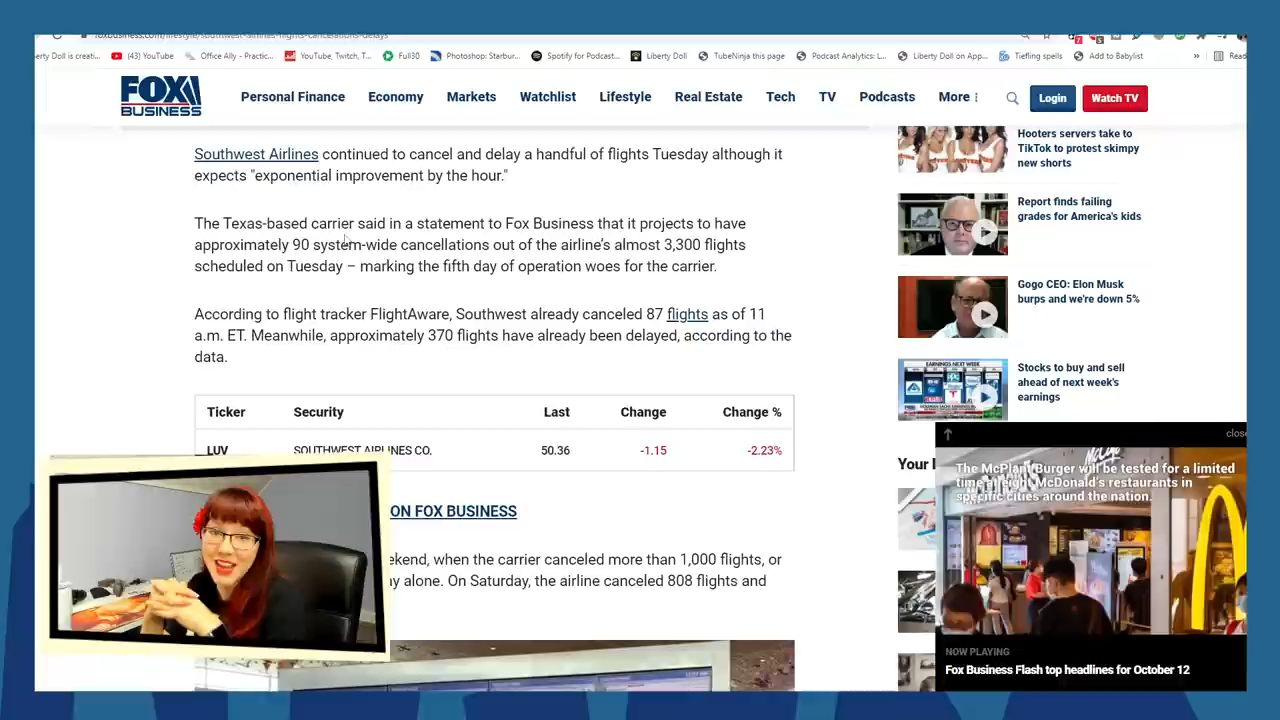 foxbusiness.com/lifestyle/southwest-airlines-flights-cancellations-delays
erty Doll is creati...
(43) YouTube
Office Ally - Practic...
YouTube, Twitch, T...
Full30
Photoshop: Starbur...
Spotify for Podcast...
Liberty Doll
TubeNinja this page
Podcast Analytics: L...
Liberty Doll on App...
Tiefling spells
Add to Babylist
»
Read
FOX BUSINESS
Personal Finance
Economy
Markets
Watchlist
Lifestyle
Real Estate
Tech
TV
Podcasts
More
Login
Watch TV
Southwest Airlines continued to cancel and delay a handful of flights Tuesday although it
expects "exponential improvement by the hour."
The Texas-based carrier said in a statement to Fox Business that it projects to have
approximately 90 system-wide cancellations out of the airline's almost 3,300 flights
scheduled on Tuesday – marking the fifth day of operation woes for the carrier.
According to flight tracker FlightAware, Southwest already canceled 87 flights as of 11
a.m. ET. Meanwhile, approximately 370 flights have already been delayed, according to the
data.
Ticker Security Last Change Change %
LUV SOUTHWEST AIRLINES CO. 50.36 -1.15 -2.23%
ON FOX BUSINESS
ekend, when the carrier canceled more than 1,000 flights, or
y alone. On Saturday, the airline canceled 808 flights and
Hooters servers take to
TikTok to protest skimpy
new shorts
Report finds failing
grades for America's kids
Gogo CEO: Elon Musk
burps and we're down 5%
EARNINGS NEXT WEEK
Stocks to buy and sell
ahead of next week's
earnings
Your
close
The McPlant Burger will be tested for a limited
time at eight McDonald's restaurants in
specific cities around the nation.
NOW PLAYING
Fox Business Flash top headlines for October 12